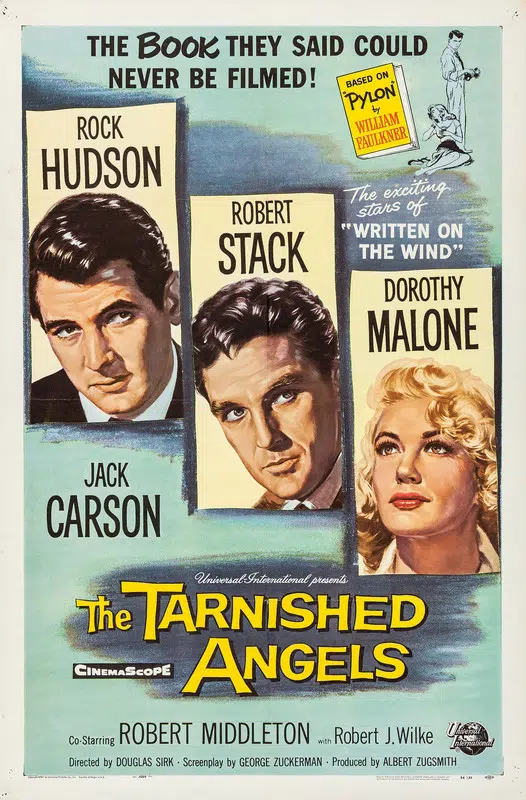 THE BOOK THEY SAID COULD
NEVER BE FILMED!
BASED ON
"PYLON"
by
WILLIAM
FAULKNER
ROCK
HUDSON
ROBERT
STACK
The exciting
stars of
"WRITTEN ON
THE WIND"
DOROTHY
MALONE
JACK
CARSON
Universal-International presents
The TARNISHED
ANGELS
CINEMASCOPE
Co-Starring ROBERT MIDDLETON with Robert J. Wilke
Universal
International
Directed by DOUGLAS SIRK • Screenplay by GEORGE ZUCKERMAN • Produced by ALBERT ZUGSMITH